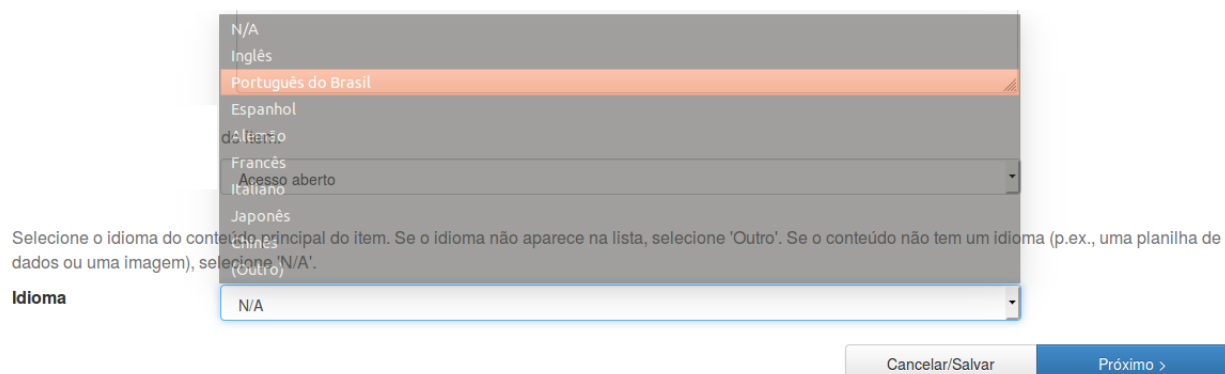 N/A
Inglês
Português do Brasil
Espanhol
Alemão
do item.
Francês
Acesso aberto
Italiano
Japonês
Chinês
Selecione o idioma do conteúdo principal do item. Se o idioma não aparece na lista, selecione 'Outro'. Se o conteúdo não tem um idioma (p.ex., uma planilha de
dados ou uma imagem), selecione 'N/A'.
(Outro)
Idioma
N/A
Cancelar/Salvar
Próximo >